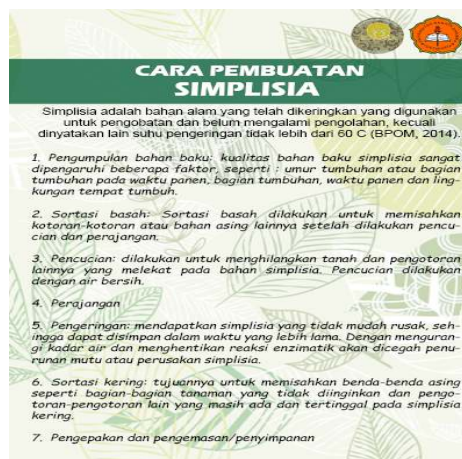 CARA PEMBUATAN
SIMPLISIA
Simplisia adalah bahan alam yang telah dikeringkan yang digunakan
untuk pengobatan dan belum mengalami pengolahan, kecuali
dinyatakan lain suhu pengeringan tidak lebih dari 60 C (BPOM, 2014).
1. Pengumpulan bahan baku: kualitas bahan baku simplisia sangat
dipengaruhi beberapa faktor, seperti : umur tumbuhan atau bagian
tumbuhan pada waktu panen, bagian tumbuhan, waktu panen dan ling-
kungan tempat tumbuh.
2. Sortasi basah: Sortasi basah dilakukan untuk memisahkan
kotoran-kotoran atau bahan asing lainnya setelah dilakukan pencu-
cian dan perajangan.
3. Pencucian: dilakukan untuk menghilangkan tanah dan pengotoran
lainnya yang melekat pada bahan simplisia. Pencucian dilakukan
dengan air bersih.
4. Perajangan
5. Pengeringan: mendapatkan simplisia yang tidak mudah rusak, seh-
ingga dapat disimpan dalam waktu yang lebih lama. Dengan menguran-
gi kadar air dan menghentikan reaksi enzimatik akan dicegah penu-
runan mutu atau perusakan simplisia.
6. Sortasi kering: tujuannya untuk memisahkan benda-benda asing
seperti bagian-bagian tanaman yang tidak diinginkan dan pengo-
toran-pengotoran lain yang masih ada dan tertinggal pada simplisia
kering.
7. Pengepakan dan pengemasan/penyimpanan